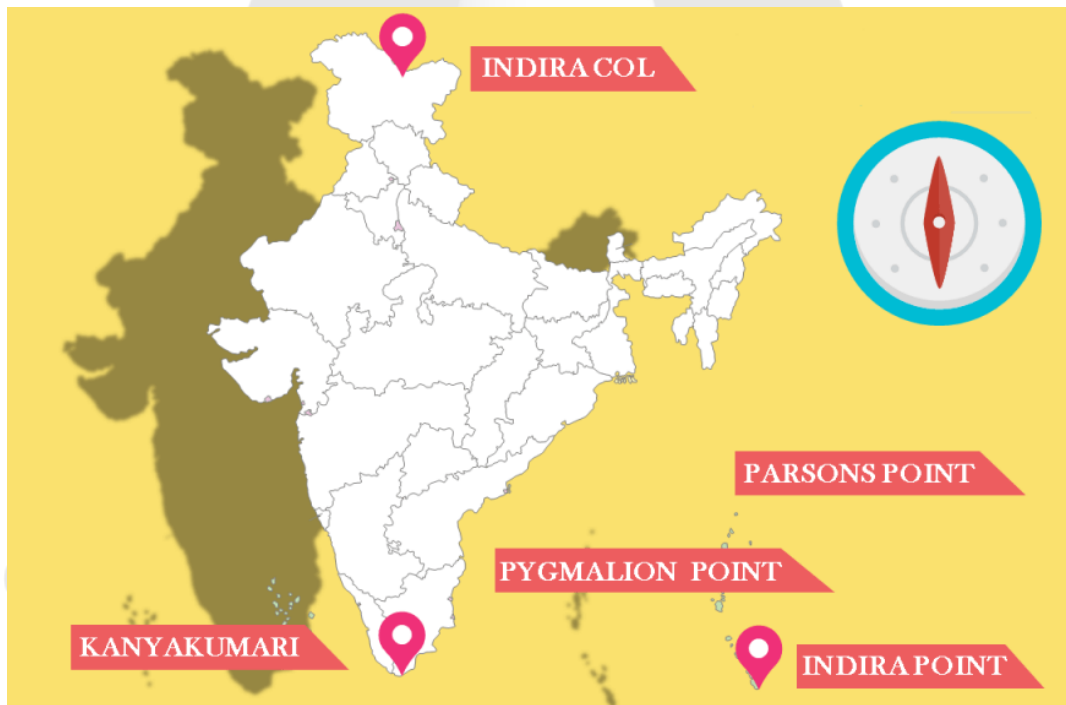 INDIRA COL
PARSONS POINT
PYGMALION POINT
KANYAKUMARI
INDIRA POINT